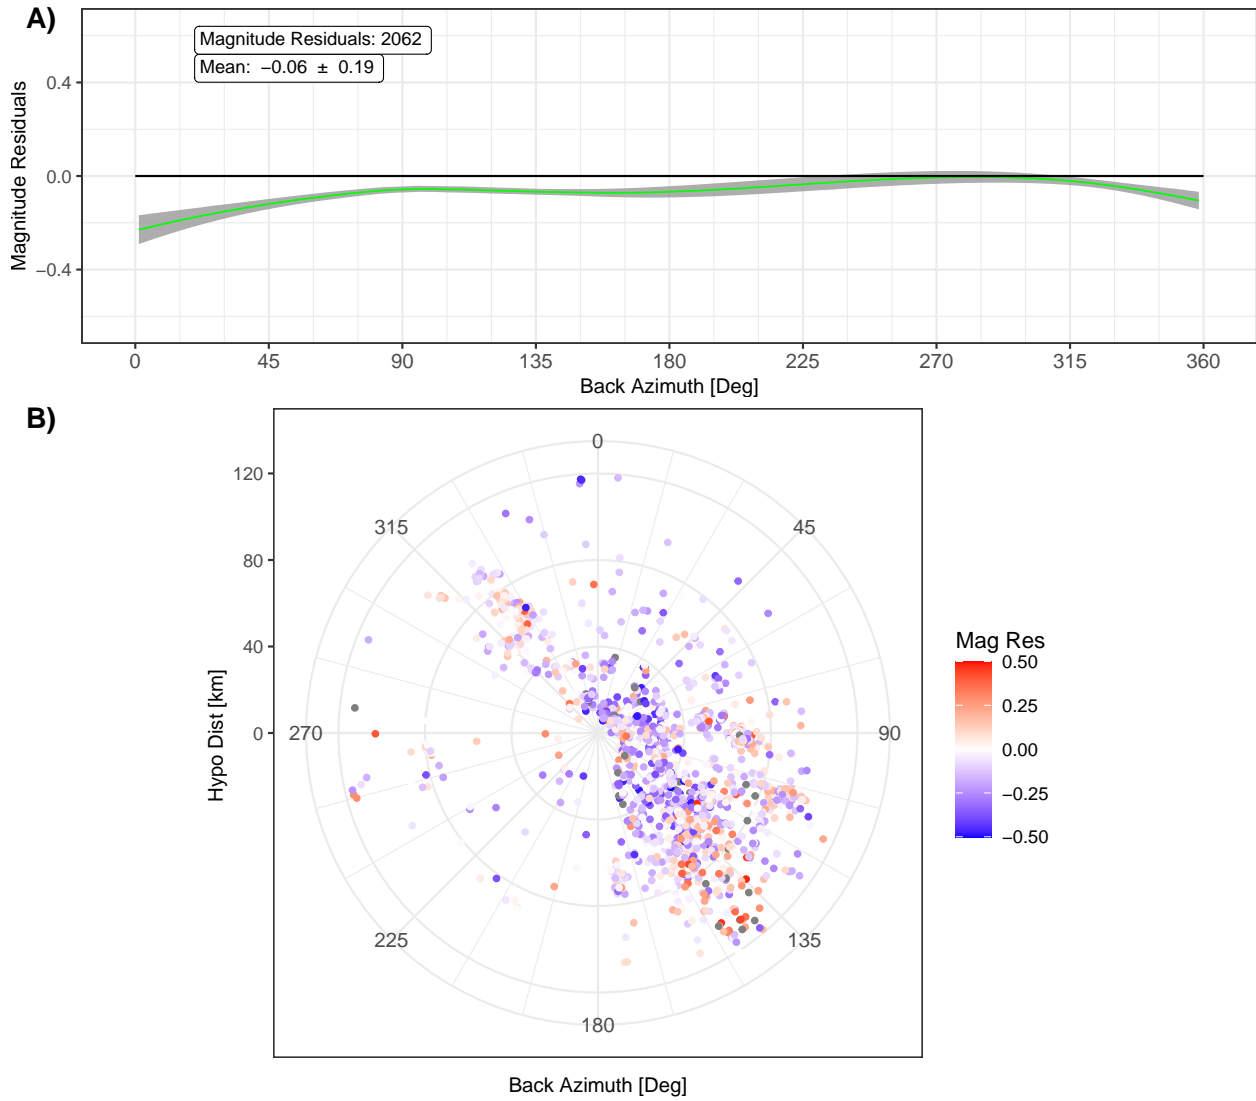 A)
Magnitude Residuals: 2062
Mean: −0.06 ± 0.19
Magnitude Residuals
0.4
0.0
−0.4
0 45 90 135 180 225 270 315 360
Back Azimuth [Deg]
B)
Hypo Dist [km]
120
80
40
0
0
45
90
135
180
225
270
315
Back Azimuth [Deg]
Mag Res
0.50
0.25
0.00
−0.25
−0.50